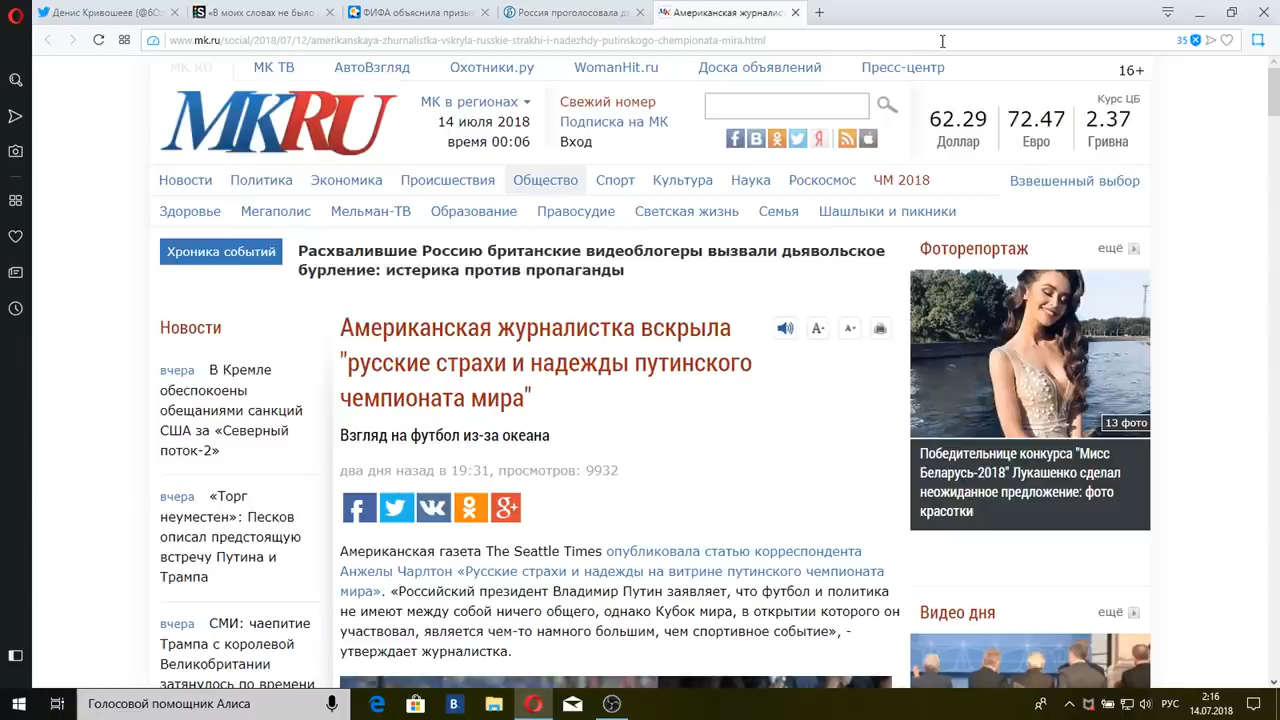 Денис Кривошеев (@6Ол
«В моих словах не было
ФИФА объяснила призы
Россия проголосовала д
Американская журналис
www.mk.ru/social/2018/07/12/amerikanskaya-zhurnalistka-vskryla-russkie-strakhi-i-nadezhdy-putinskogo-chempionata-mira.html
35
MK RU
МК ТВ
АвтоВзгляд
Охотники.ру
WomanHit.ru
Доска объявлений
Пресс-центр
16+
MKRU
МК в регионах
14 июля 2018
время 00:06
Свежий номер
Подписка на МК
Вход
Курс ЦБ
62.29 72.47 2.37
Доллар Евро Гривна
Новости Политика Экономика Происшествия Общество Спорт Культура Наука Роскосмос ЧМ 2018 Взвешенный выбор
Здоровье Мегаполис Мельман-ТВ Образование Правосудие Светская жизнь Семья Шашлыки и пикники
Хроника событий
Расхвалившие Россию британские видеоблогеры вызвали дьявольское
бурление: истерика против пропаганды
Новости
вчера В Кремле
обеспокоены
обещаниями санкций
США за «Северный
поток-2»
вчера «Торг
неуместен»: Песков
описал предстоящую
встречу Путина и
Трампа
вчера СМИ: чаепитие
Трампа с королевой
Великобритании
затянулось по времени
Американская журналистка вскрыла
"русские страхи и надежды путинского
чемпионата мира"
A+
A-
Взгляд на футбол из-за океана
два дня назад в 19:31, просмотров: 9932
Американская газета The Seattle Times опубликовала статью корреспондента
Анжелы Чарлтон «Русские страхи и надежды на витрине путинского чемпионата
мира». «Российский президент Владимир Путин заявляет, что футбол и политика
не имеют между собой ничего общего, однако Кубок мира, в открытии которого он
участвовал, является чем-то намного большим, чем спортивное событие», -
утверждает журналистка.
Фоторепортаж
ещё
13 фото
Победительнице конкурса "Мисс
Беларусь-2018" Лукашенко сделал
неожиданное предложение: фото
красотки
Видео дня
ещё
Голосовой помощник Алиса
РУС
2:16
14.07.2018